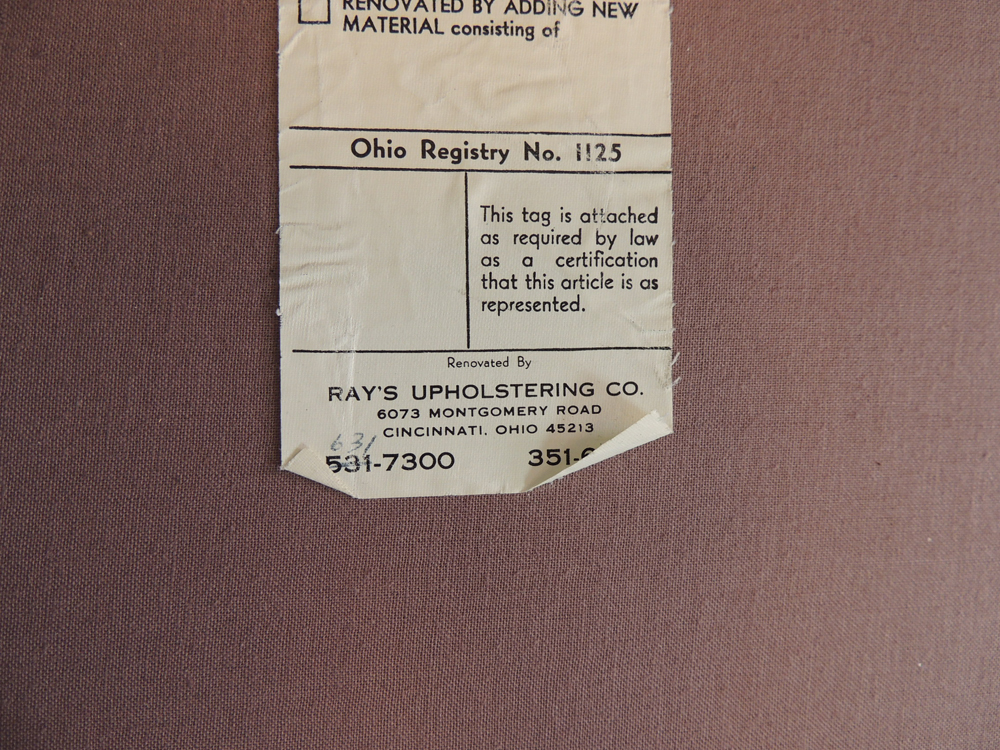 RENOVATED BY ADDING NEW
MATERIAL consisting of
Ohio Registry No. 1125
This tag is attached
as required by law
as a certification
that this article is as
represented.
Renovated By
RAY'S UPHOLSTERING CO.
6073 MONTGOMERY ROAD
CINCINNATI, OHIO 45213
631
531-7300 351-